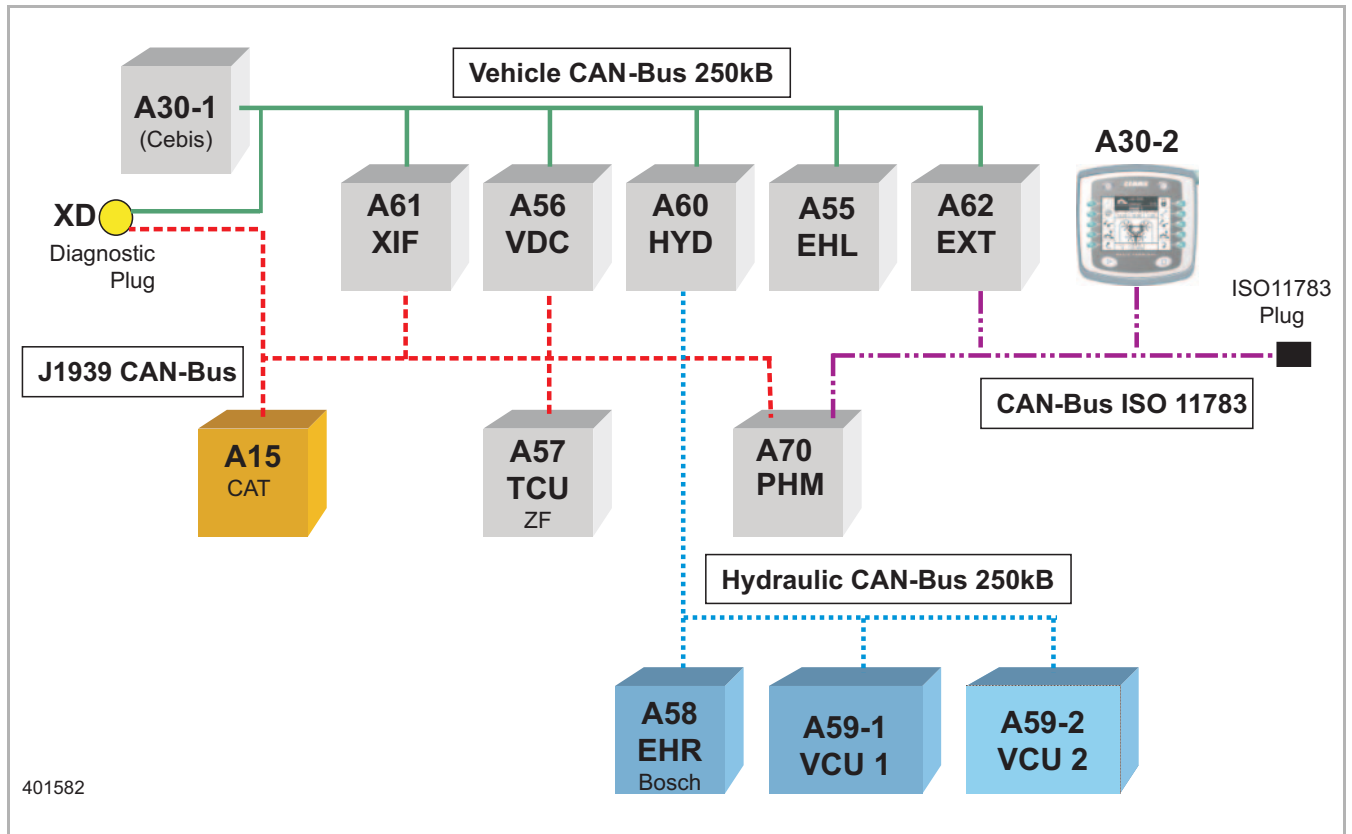 Vehicle CAN-Bus 250kB
A30-1
(Cebis)
A30-2
XD
Diagnostic
Plug
A61
XIF
A56
VDC
A60
HYD
A55
EHL
A62
EXT
ISO11783
Plug
J1939 CAN-Bus
CAN-Bus ISO 11783
A15
CAT
A57
TCU
ZF
A70
PHM
Hydraulic CAN-Bus 250kB
A58
EHR
Bosch
A59-1
VCU 1
A59-2
VCU 2
401582